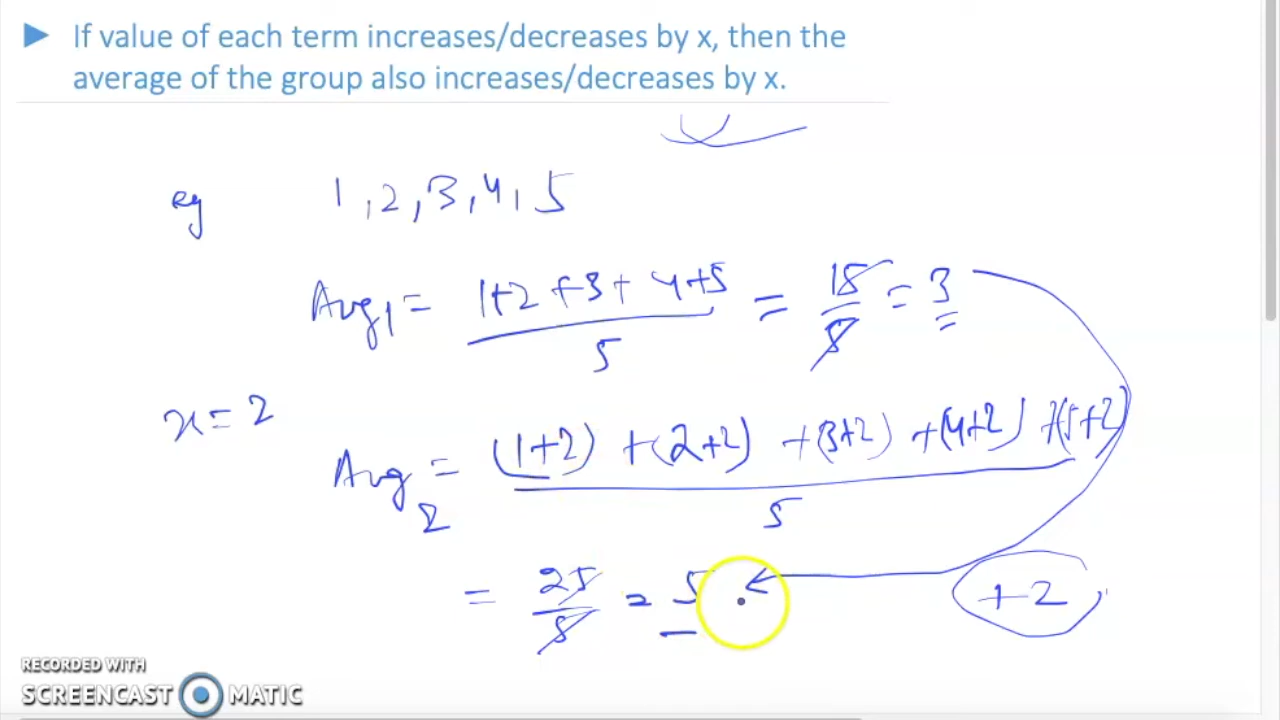 If value of each term increases/decreases by x, then the
average of the group also increases/decreases by x.
eg 1, 2, 3, 4, 5
Avg1 = 1+2+3+4+5 / 5 = 15 / 5 = 3
x = 2
Avg2 = (1+2) + (2+2) + (3+2) + (4+2) + (5+2) / 5
= 25 / 5 = 5
+2
RECORDED WITH
SCREENCAST MATIC